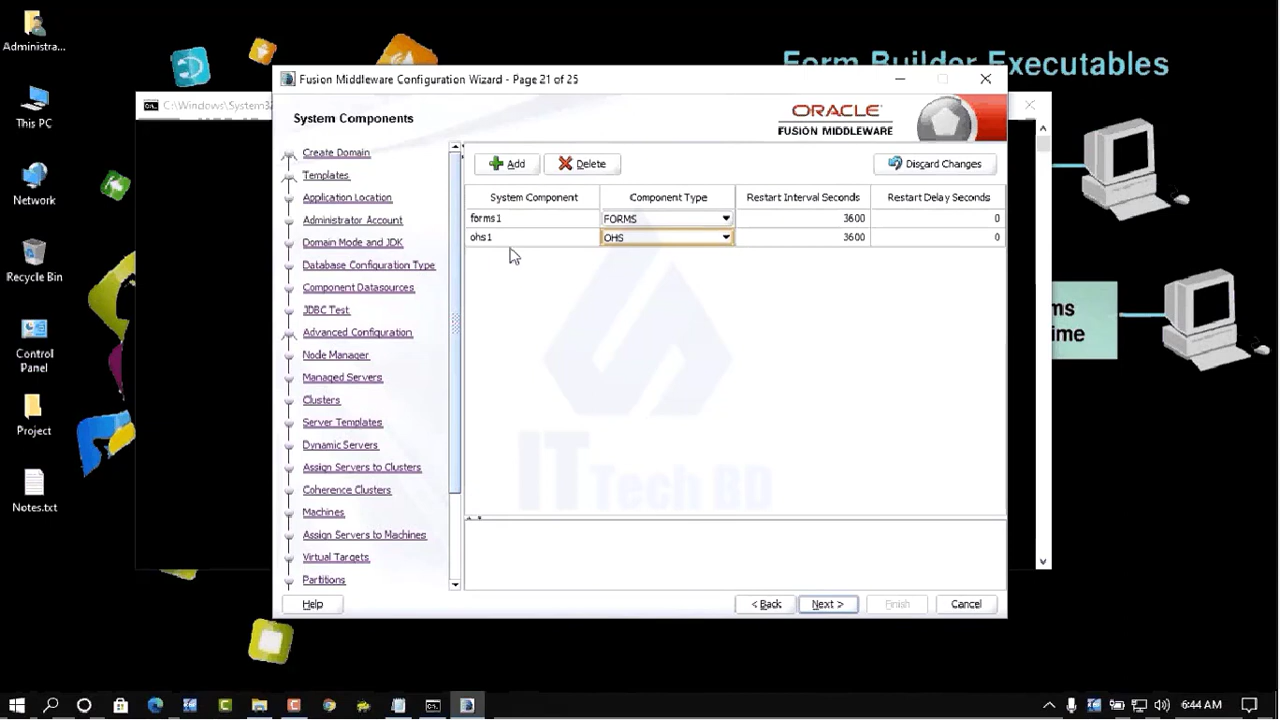 Administra...
This PC
Network
Recycle Bin
Control
Panel
Project
Notes.txt
Form Builder Executables
ms
ime
C:\Windows\System3
Fusion Middleware Configuration Wizard - Page 21 of 25
System Components
ORACLE
FUSION MIDDLEWARE
Create Domain
Templates
Application Location
Administrator Account
Domain Mode and JDK
Database Configuration Type
Component Datasources
JDBC Test
Advanced Configuration
Node Manager
Managed Servers
Clusters
Server Templates
Dynamic Servers
Assign Servers to Clusters
Coherence Clusters
Machines
Assign Servers to Machines
Virtual Targets
Partitions
Add Delete Discard Changes
System Component Component Type Restart Interval Seconds Restart Delay Seconds
forms1 FORMS 3600 0
ohs1 OHS 3600 0
IT Tech BD
Help < Back Next > Finish Cancel
6:44 AM